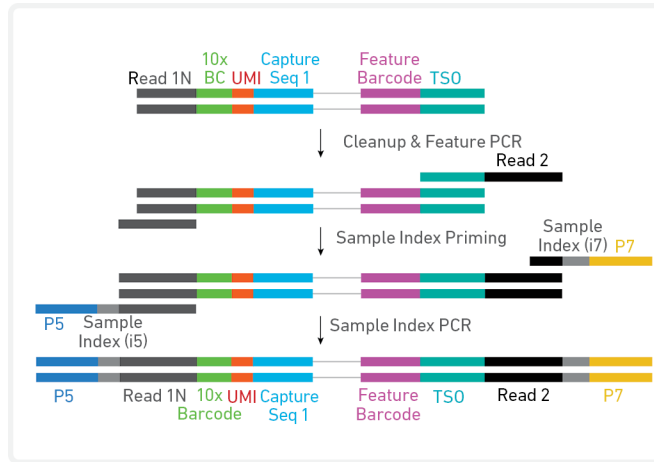 10x Capture Feature
Read 1N BC UMI Seq 1 Barcode TSO
Cleanup & Feature PCR
Read 2
Sample
Sample Index Priming Index (i7) P7
P5 Sample
Index (i5)
Sample Index PCR
P5 Read 1N 10x UMI Capture Feature TSO Read 2 P7
Barcode Seq 1 Barcode